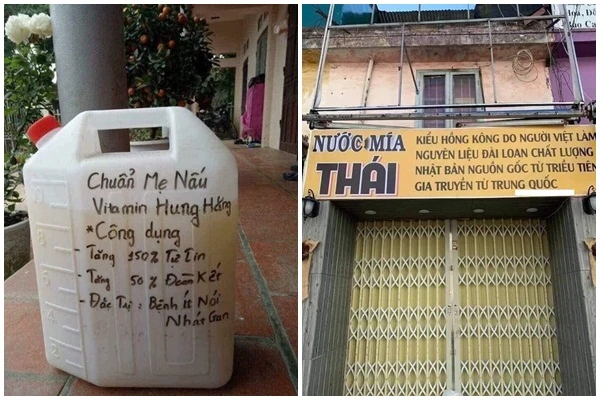 Chuẩn Mẹ Nấu
Vitamin Hung Hăng
*Công dụng
- Tăng 150% Tự Tin
- Tăng 50% Đoàn Kết
- Đặc Trị: Bệnh Ít Nói
Nhát Gan
NƯỚC MÍA
THÁI
KIỂU HỒNG KÔNG DO NGƯỜI VIỆT LÀM
NGUYÊN LIỆU ĐÀI LOAN CHẤT LƯỢNG
NHẬT BẢN NGUỒN GỐC TỪ TRIỀU TIÊN
GIA TRUYỀN TỪ TRUNG QUỐC